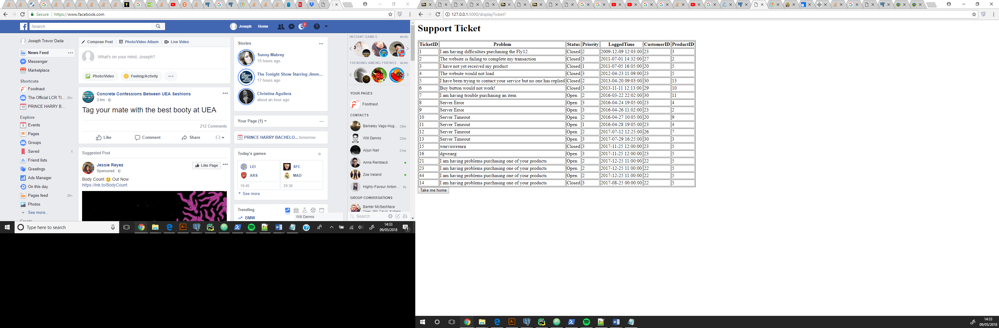 Secure https://www.facebook.com
Search
Joseph Home 1
Joseph Trevor Dada
News Feed
Messenger
Marketplace
Shortcuts
Foodnaut
The Official LCR TI... 20+
PRINCE HARRY B...
Explore
Events
Pages
Groups
Saved 1
Friend lists
Greetings
Ads Manager
On this day
Pages feed 20+
Photos
See more...
Compose Post Photo/Video Album Live Video
What's on your mind, Joseph?
Photo/Video Feeling/Activity
Concrete Confessions Between UEA Seshions
3 hrs
Tag your mate with the best booty at UEA
212 Comments
Like Comment Share
Suggested Post
Jessie Reyez
Sponsored
Like Page
Body Count Out Now
https://lnk.to/BodyCount
Stories
Sunny Mabrey
15 hours ago
The Tonight Show Starring Jimm...
17 hours ago
Christina Aguilera
about an hour ago
Your Page (1)
PRINCE HARRY BACHELO... tomorrow
Today's games
LEI SFC
ARS MAD
19:45 20:30
See more
Trending
BMW
Will Dennis
INSTANT GAMES MORE
TRENDING AMONG FRIENDS MORE
YOUR PAGES
Foodnaut
CONTACTS
Berkeley Vago-Hug... 28m
Will Dennis 22m
Arjun Nair 21m
Anna Rembeck
Zoe Ireland
Highly-Favour Anton... 1h
GROUP CONVERSATIONS
Banter McSeshface
Search
Type here to search
14:33
09/05/2018
127.0.0.1:5000/displayTicket?
Support Ticket
TicketID Problem Status Priority LoggedTime CustomerID ProductID
1 I am having difficulties purchasing the Fly12. Closed 2 2009-12-09 12:03:00 23 3
2 The website is failing to complete my transaction Closed 3 2011-07-01 14:32:00 27 2
3 I have not yet received my product Closed 1 2011-07-05 16:05:00 20 5
4 The website would not load Closed 3 2012-04-23 11:09:00 23 5
5 I have been trying to contact your service but no one has replied Closed 2 2013-04-20 09:03:00 30 13
6 Buy button would not work! Closed 3 2013-11-11 12:13:00 29 10
7 I am having trouble purchasing an item Open 2 2016-03-22 22:02:00 30 11
8 Server Error Open 3 2016-04-24 19:05:00 23 4
9 Server Error Open 3 2016-04-26 11:02:00 23 2
10 Server Timeout Open 2 2016-04-27 10:05:00 20 9
11 Server Timeout Open 1 2016-04-28 19:05:00 23 4
12 Server Timeout Open 2 2017-07-12 12:25:00 26 7
13 Server Timeout Open 3 2017-07-29 16:25:00 30 3
15 wnrvuwrenra Closed 3 2017-11-25 12:00:00 23 5
16 dgwraeg Open 3 2017-11-25 12:00:00 23 5
21 I am having problems purchasing one of your products Open 2 2017-12-25 11:00:00 22 5
23 I am having problems purchasing one of your products Open 2 2017-12-25 11:00:00 22 5
44 I am having problems purchasing one of your products Open 2 2017-12-25 11:00:00 22 5
14 I am having problems purchasing one of your products Closed 3 2017-08-25 00:00:00 22 5
Take me home
14:33
09/05/2018